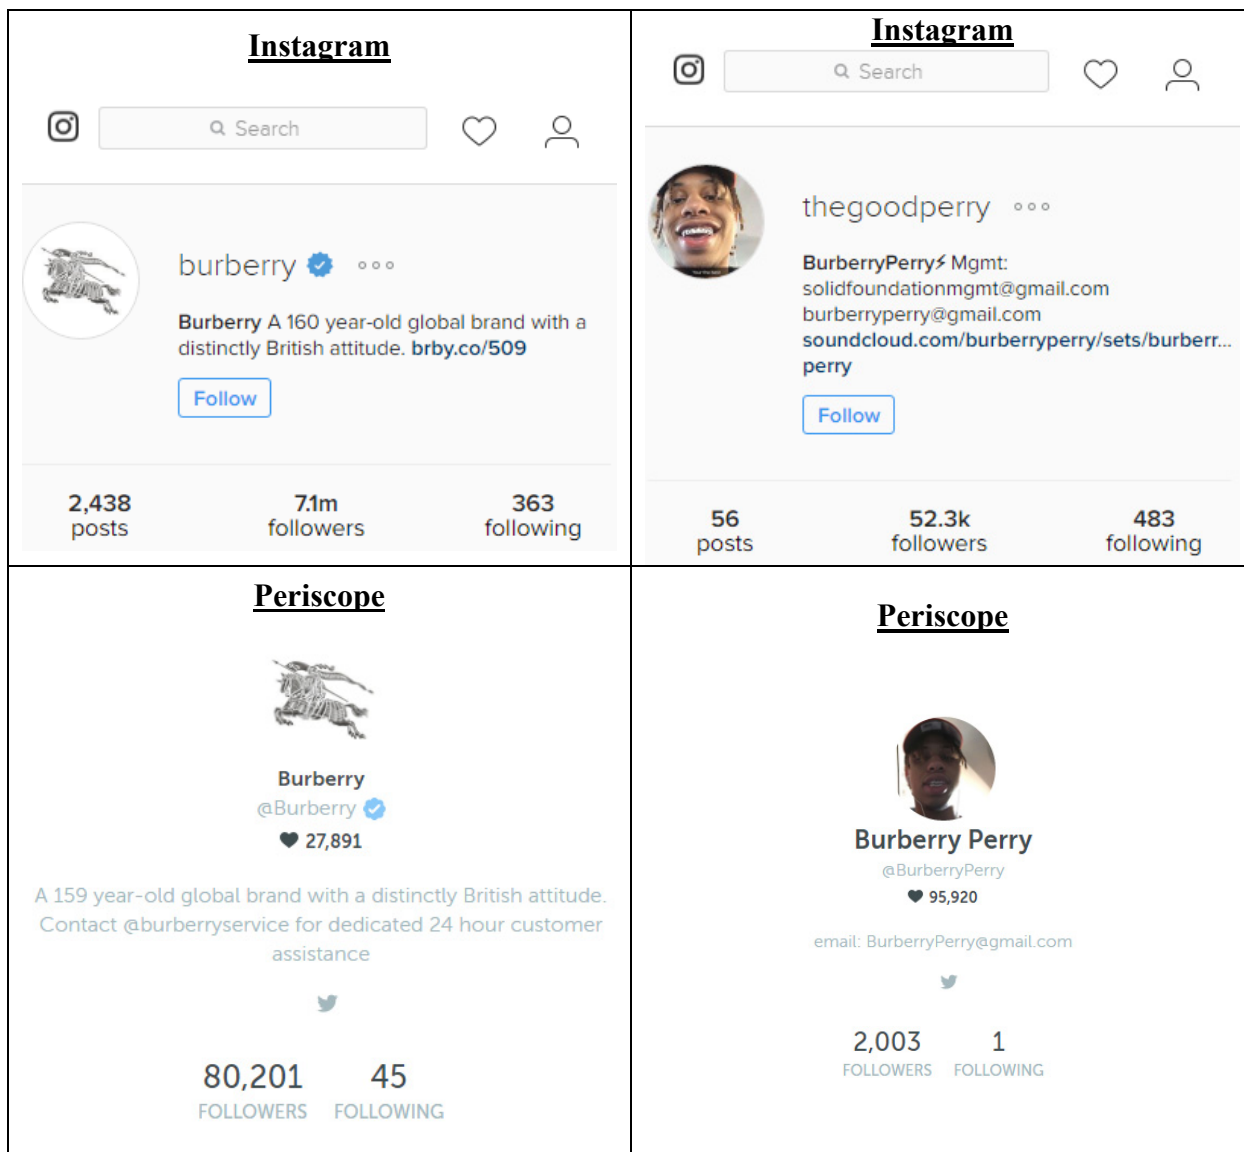 Instagram
Search
burberry
Burberry A 160 year-old global brand with a
distinctly British attitude. brby.co/509
Follow
2,438 7.1m 363
posts followers following
Instagram
Search
thegoodperry
BurberryPerry⚡ Mgmt:
solidfoundationmgmt@gmail.com
burberryperry@gmail.com
soundcloud.com/burberryperry/sets/burberr...
perry
Follow
56 52.3k 483
posts followers following
Periscope
Burberry
@Burberry
27,891
A 159 year-old global brand with a distinctly British attitude.
Contact @burberryservice for dedicated 24 hour customer
assistance
80,201 45
FOLLOWERS FOLLOWING
Periscope
Burberry Perry
@BurberryPerry
95,920
email: BurberryPerry@gmail.com
2,003 1
FOLLOWERS FOLLOWING